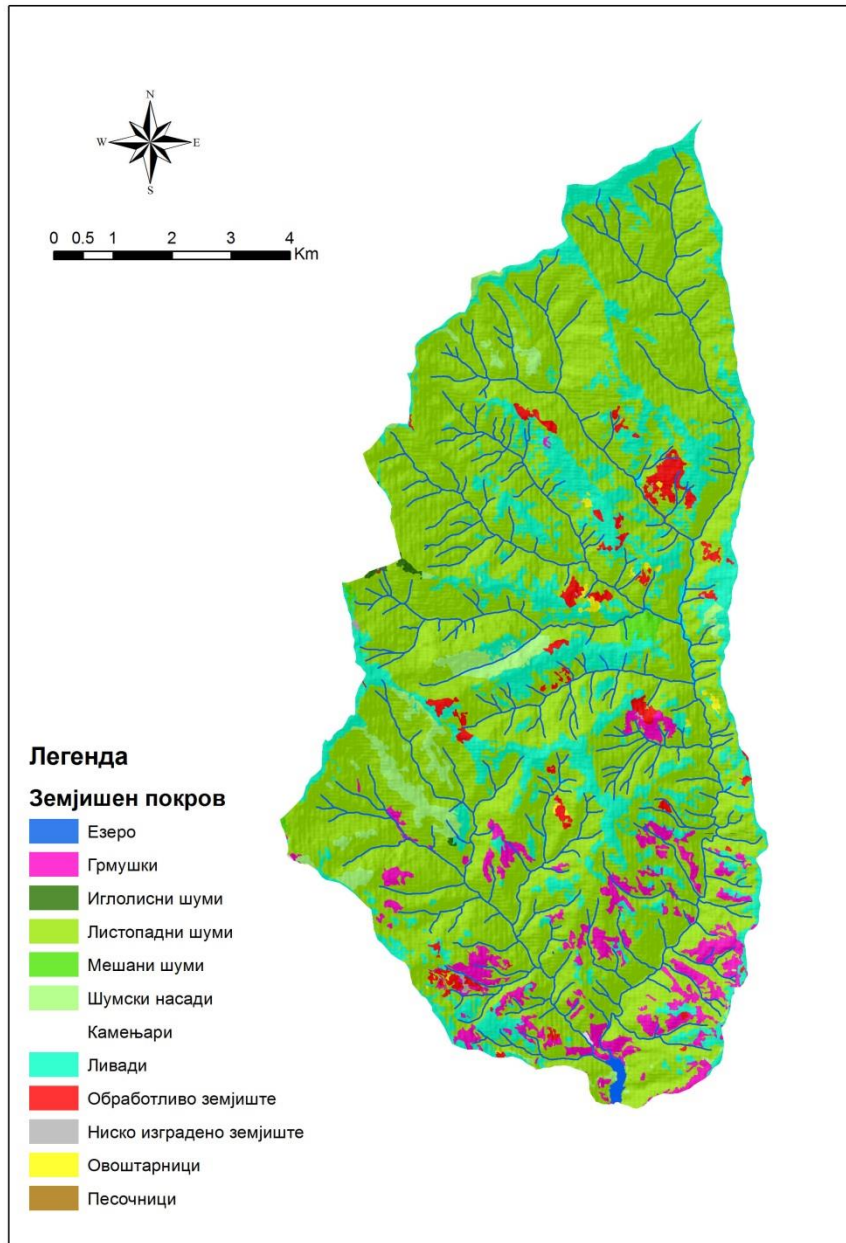 N
W E
S
0 0.5 1 2 3 4
Km
Легенда
Земјишен покров
Езеро
Грмушки
Иглолисни шуми
Листопадни шуми
Мешани шуми
Шумски насади
Камењари
Ливади
Обработливо земјиште
Ниско изградено земјиште
Овоштарници
Песочници